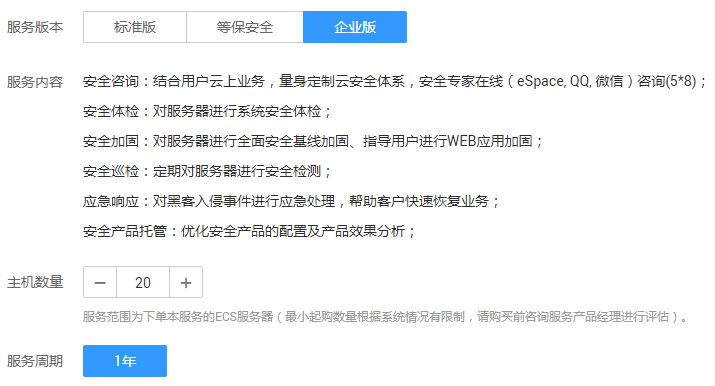 服务版本 标准版 等保安全 企业版
服务内容 安全咨询：结合用户云上业务，量身定制云安全体系，安全专家在线（eSpace, QQ, 微信）咨询(5*8)；
安全体检：对服务器进行系统安全体检；
安全加固：对服务器进行全面安全基线加固、指导用户进行WEB应用加固；
安全巡检：定期对服务器进行安全检测；
应急响应：对黑客入侵事件进行应急处理，帮助客户快速恢复业务；
安全产品托管：优化安全产品的配置及产品效果分析；
主机数量 － 20 +
服务范围为下单本服务的ECS服务器（最小起购数量根据系统情况有限制，请购买前咨询服务产品经理进行评估）。
服务周期 1年